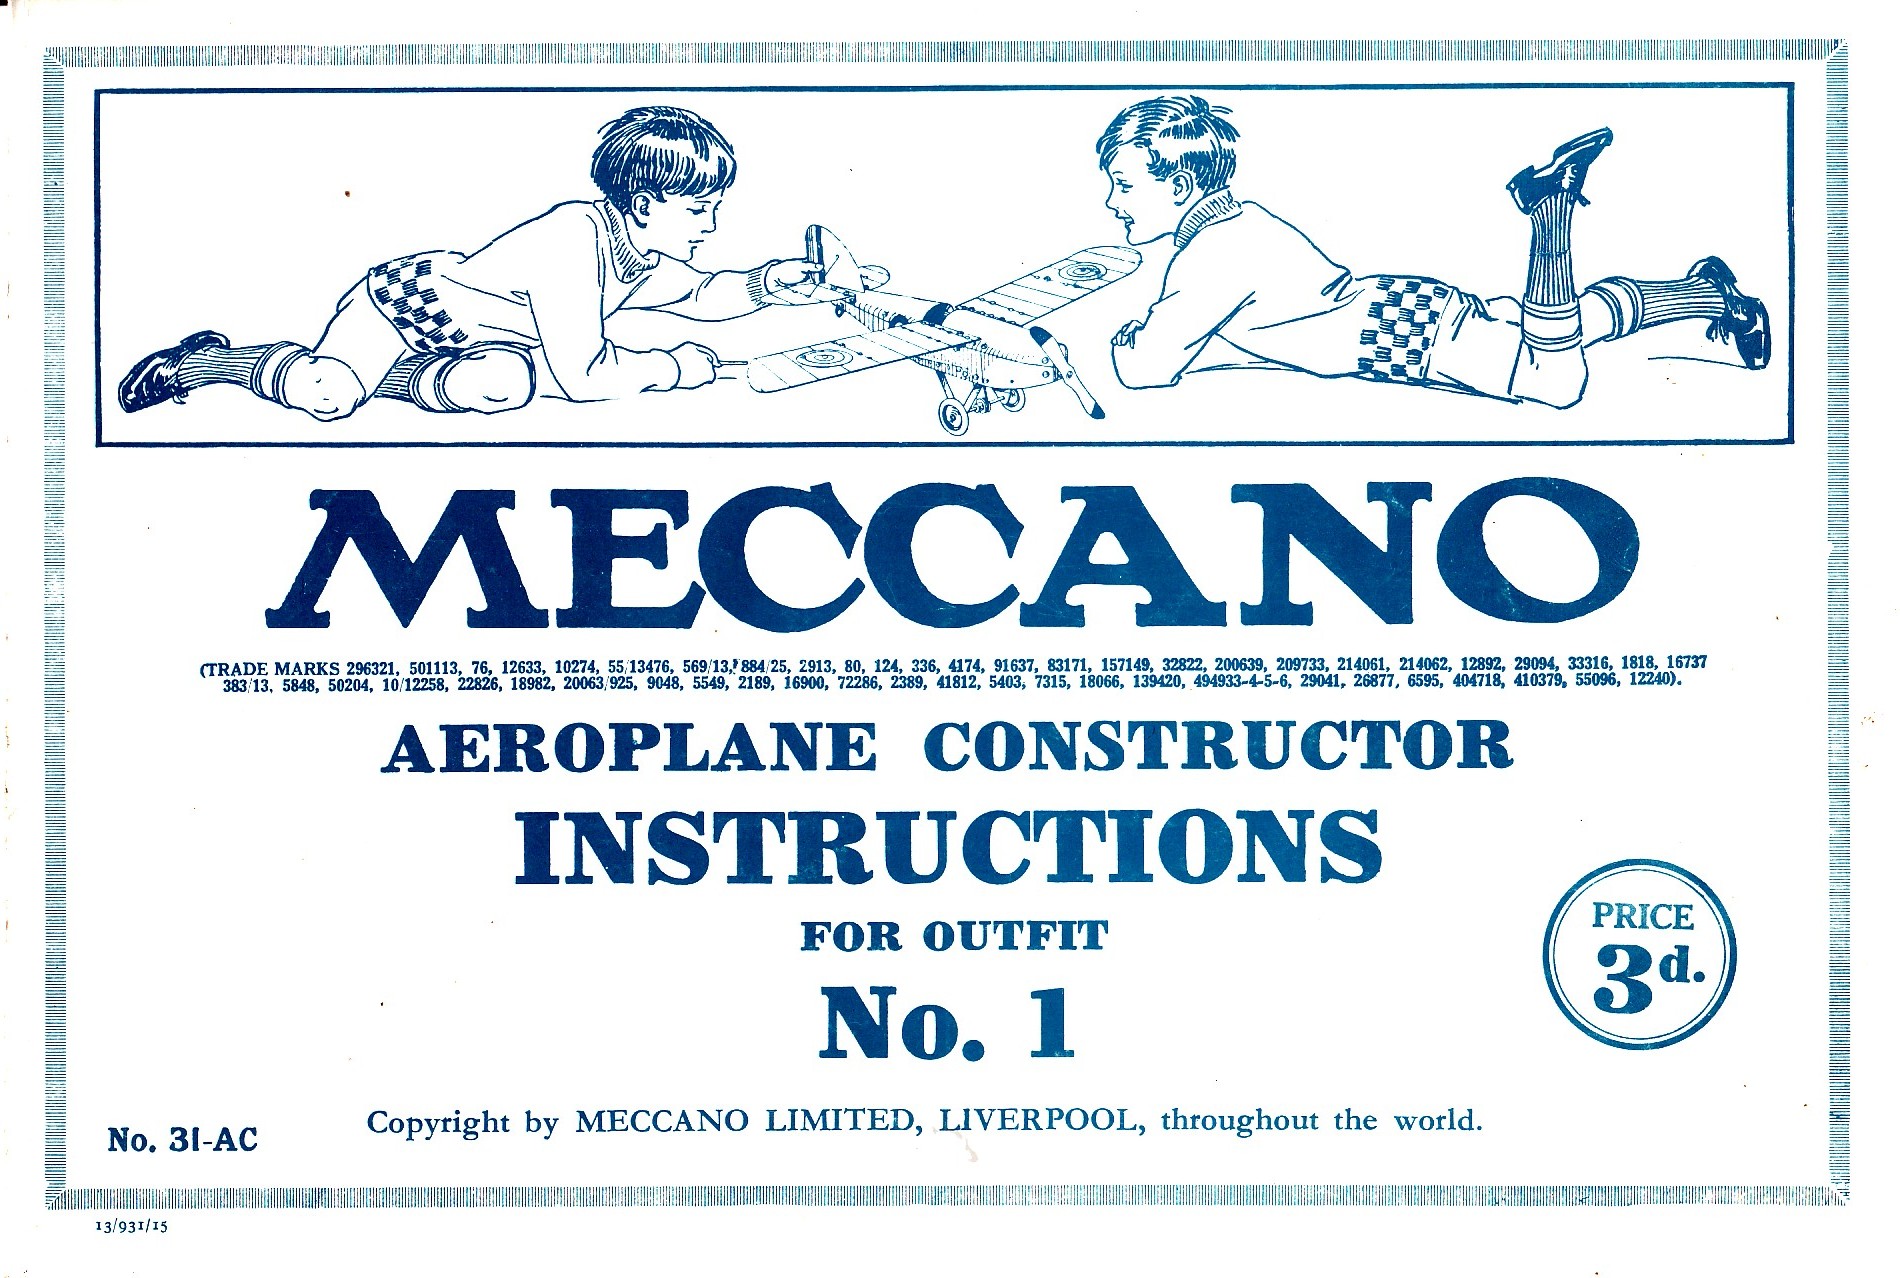 MECCANO
(TRADE MARKS 296321, 501113, 76, 12633, 10274, 55/13476, 569/13, 884/25, 2913, 80, 124, 336, 4174, 91637, 83171, 157149, 32822, 200639, 209733, 214061, 214062, 12892, 29094, 33316, 1818, 16737
383/13, 5848, 50204, 10/12258, 22826, 18982, 20063/925, 9048, 5549, 2189, 16900, 72286, 2389, 41812, 5403, 7315, 18066, 139420, 494933-4-5-6, 29041, 26877, 6595, 404718, 410379, 55096, 12240).
AEROPLANE CONSTRUCTOR
INSTRUCTIONS
FOR OUTFIT
No. 1
PRICE
3d.
Copyright by MECCANO LIMITED, LIVERPOOL, throughout the world.
No. 31-AC
13/931/15